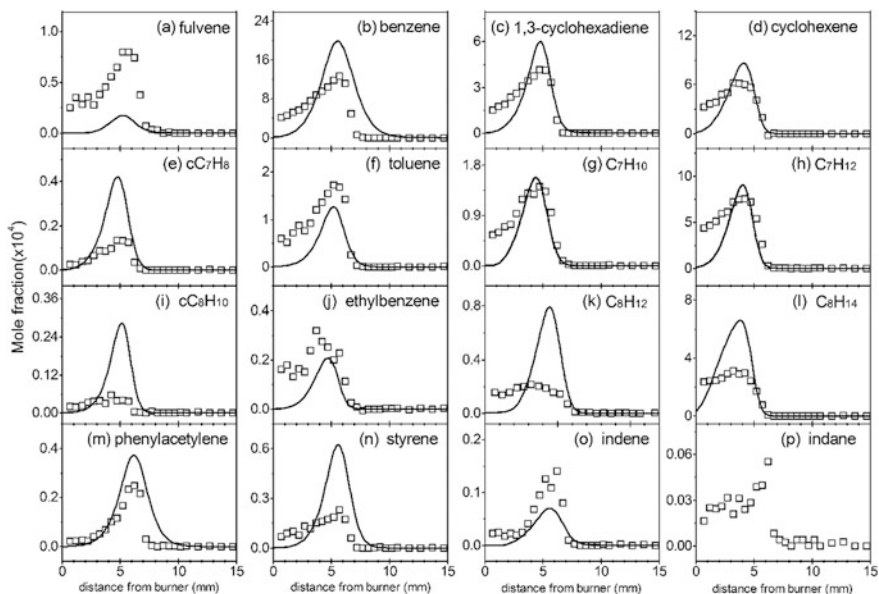 (a) fulvene
(b) benzene
(c) 1,3-cyclohexadiene
(d) cyclohexene
1.0
0.5
0.0
24
16
8
0
6
3
0
12
6
0
(e) cC7H8
(f) toluene
(g) C7H10
(h) C7H12
0.4
0.2
0.0
2
1
0
1.8
0.9
0.0
10
5
0
(i) cC8H10
(j) ethylbenzene
(k) C8H12
(l) C8H14
0.36
0.24
0.12
0.00
0.4
0.2
0.0
0.8
0.4
0.0
6
4
2
0
(m) phenylacetylene
(n) styrene
(o) indene
(p) indane
0.4
0.2
0.0
0.6
0.3
0.0
0.2
0.1
0.0
0.06
0.03
0.00
Mole fraction(x10⁴)
0 5 10 15
0 5 10 15
0 5 10 15
0 5 10 15
distance from burner (mm)
distance from burner (mm)
distance from burner (mm)
distance from burner (mm)